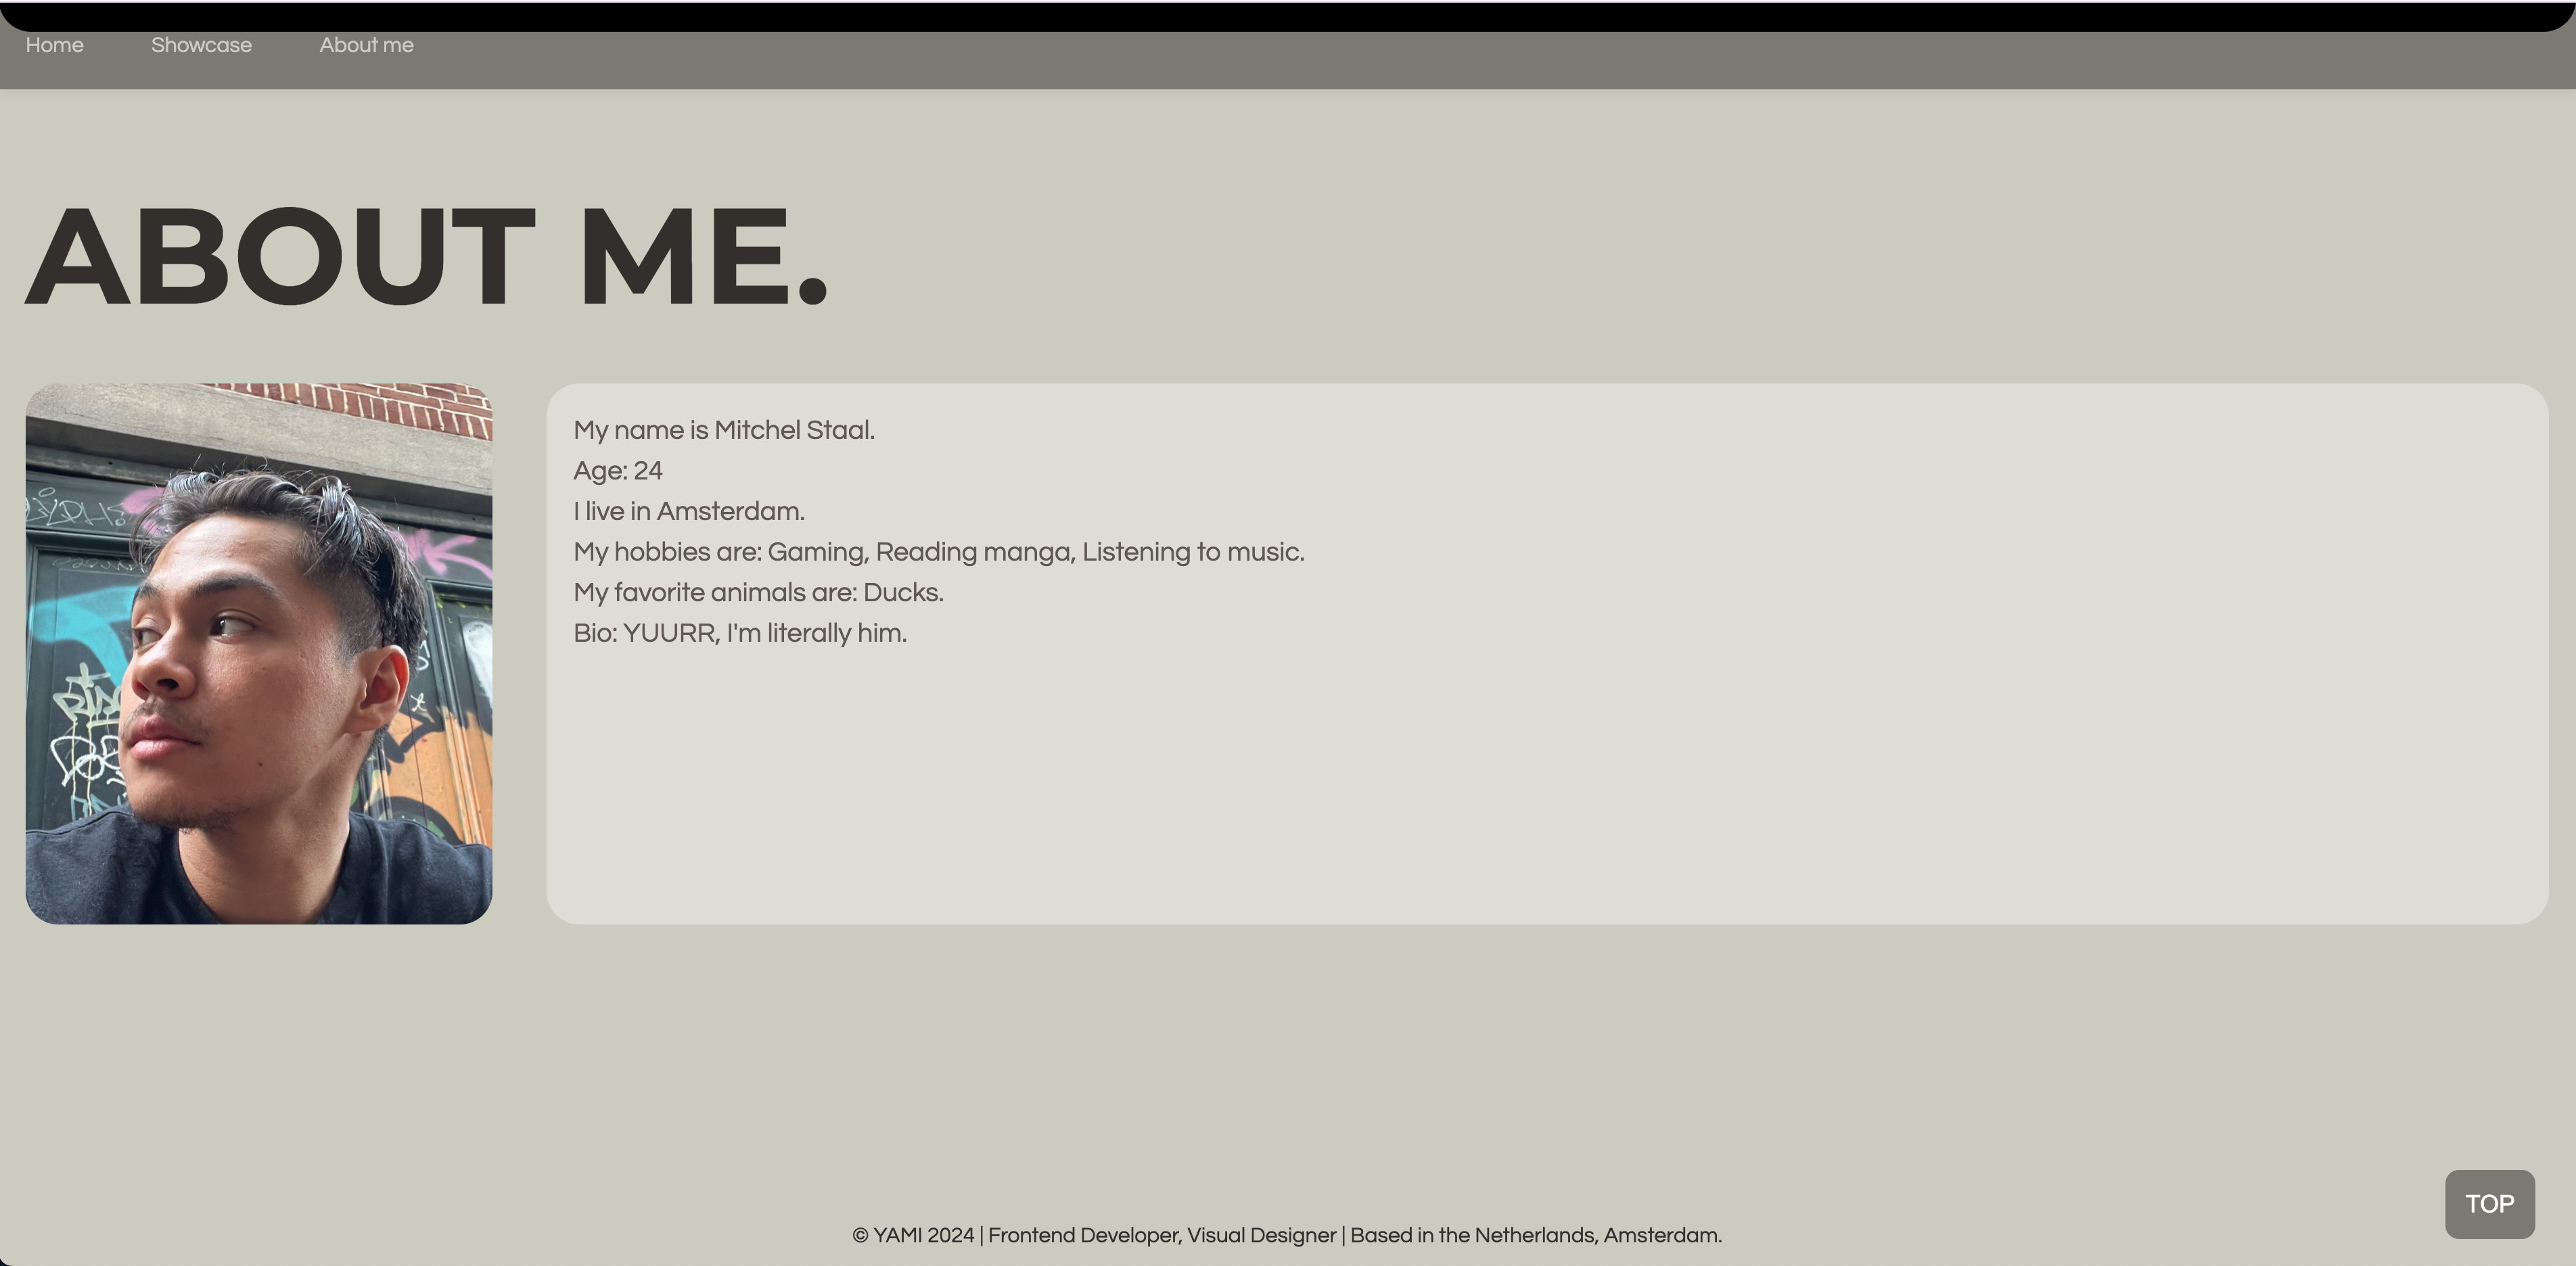 Home Showcase About me
ABOUT ME.
My name is Mitchel Staal.
Age: 24
I live in Amsterdam.
My hobbies are: Gaming, Reading manga, Listening to music.
My favorite animals are: Ducks.
Bio: YUURR, I'm literally him.
TOP
© YAMI 2024 | Frontend Developer, Visual Designer | Based in the Netherlands, Amsterdam.